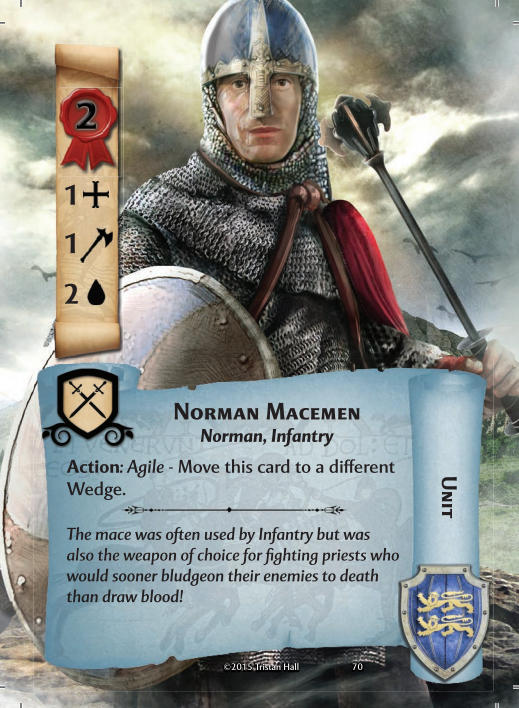 2
1
1
2
Norman Macemen
Norman, Infantry
Action: Agile - Move this card to a different
Wedge.
The mace was often used by Infantry but was
also the weapon of choice for fighting priests who
would sooner bludgeon their enemies to death
than draw blood!
Unit
©2015 Tristan Hall
70